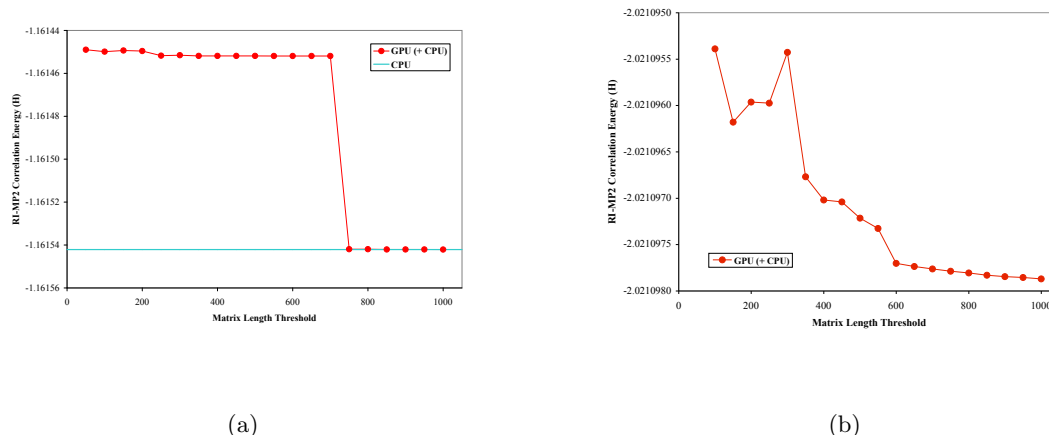 -1.16144
-1.16146
-1.16148
-1.16150
-1.16152
-1.16154
-1.16156
RI-MP2 Correlation Energy (H)
GPU (+ CPU)
CPU
0
200
400
600
800
1000
Matrix Length Threshold
(a)
-2.0210950
-2.0210955
-2.0210960
-2.0210965
-2.0210970
-2.0210975
-2.0210980
RI-MP2 Correlation Energy (H)
GPU (+ CPU)
0
200
400
600
800
1000
Matrix Length Threshold
(b)